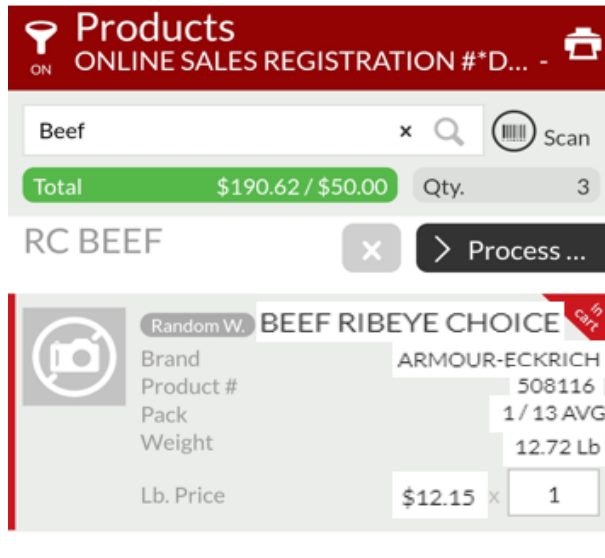 Products
ON
ONLINE SALES REGISTRATION #*D... -
Beef × Scan
Total $190.62 / $50.00 Qty. 3
RC BEEF × Process ...
Random W. BEEF RIBEYE CHOICE in cart
Brand ARMOUR-ECKRICH
Product # 508116
Pack 1 / 13 AVG
Weight 12.72 Lb
Lb. Price $12.15 × 1